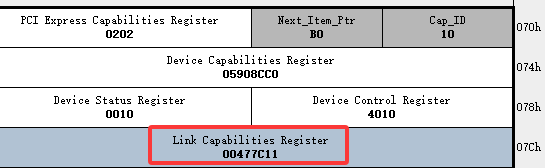 PCI Express Capabilities Register Next_Item_Ptr Cap_ID
0202 B0 10 070h
Device Capabilities Register
05908CC0 074h
Device Status Register Device Control Register
0010 4010 078h
Link Capabilities Register
00477C11 07Ch